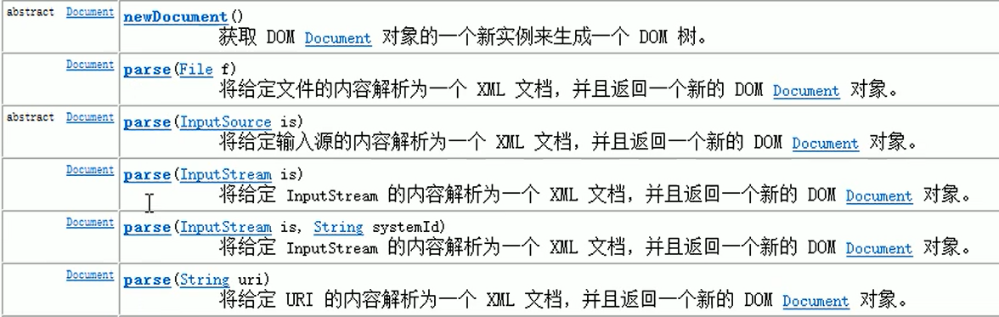 abstract Document newDocument()
获取 DOM Document 对象的一个新实例来生成一个 DOM 树。
Document parse(File f)
将给定文件的内容解析为一个 XML 文档，并且返回一个新的 DOM Document 对象。
abstract Document parse(InputSource is)
将给定输入源的内容解析为一个 XML 文档，并且返回一个新的 DOM Document 对象。
Document parse(InputStream is)
将给定 InputStream 的内容解析为一个 XML 文档，并且返回一个新的 DOM Document 对象。
Document parse(InputStream is, String systemId)
将给定 InputStream 的内容解析为一个 XML 文档，并且返回一个新的 DOM Document 对象。
Document parse(String uri)
将给定 URI 的内容解析为一个 XML 文档，并且返回一个新的 DOM Document 对象。